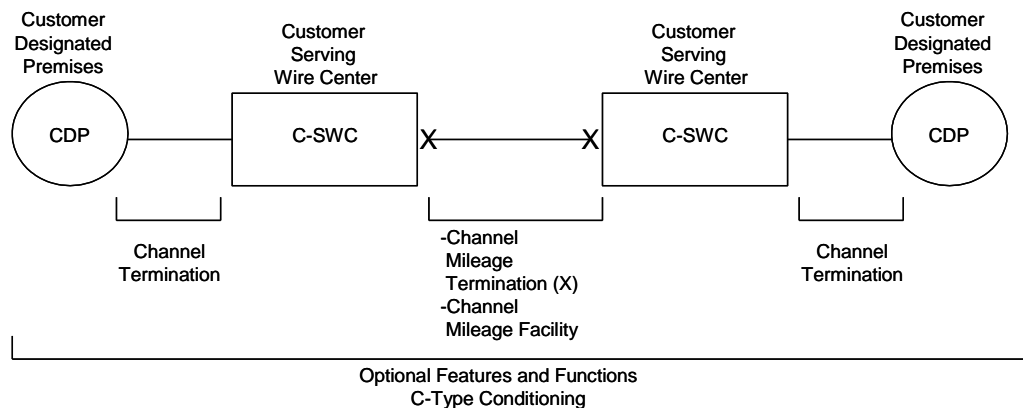 Customer
Designated
Premises
Customer
Serving
Wire Center
Customer
Serving
Wire Center
Customer
Designated
Premises
CDP
C-SWC
X
X
C-SWC
CDP
Channel
Termination
-Channel
Mileage
Termination (X)
-Channel
Mileage Facility
Channel
Termination
Optional Features and Functions
C-Type Conditioning